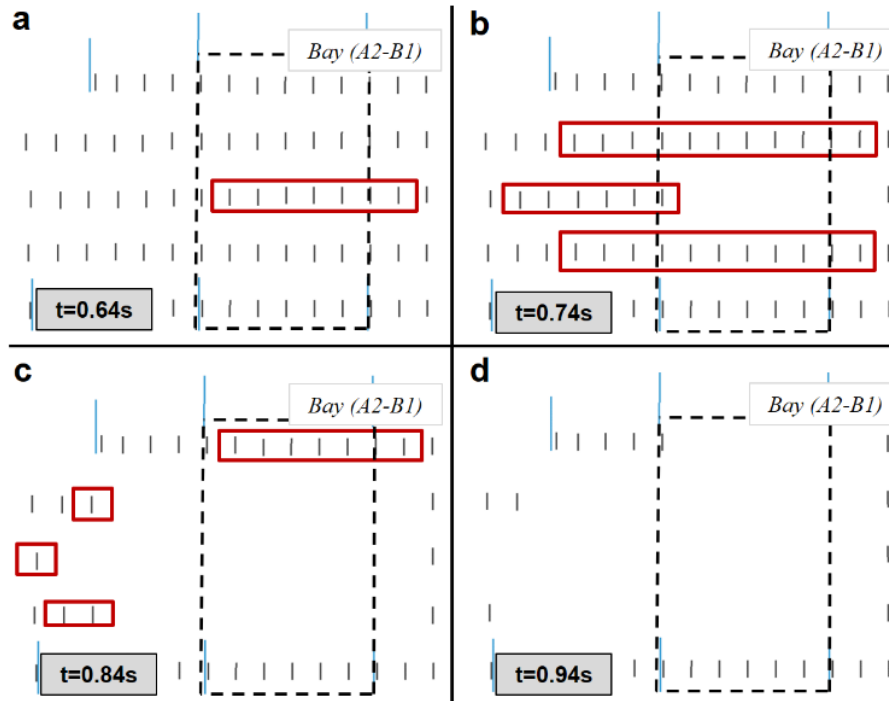 a
Bay (A2-B1)
t=0.64s
b
Bay (A2-B1)
t=0.74s
c
Bay (A2-B1)
t=0.84s
d
Bay (A2-B1)
t=0.94s